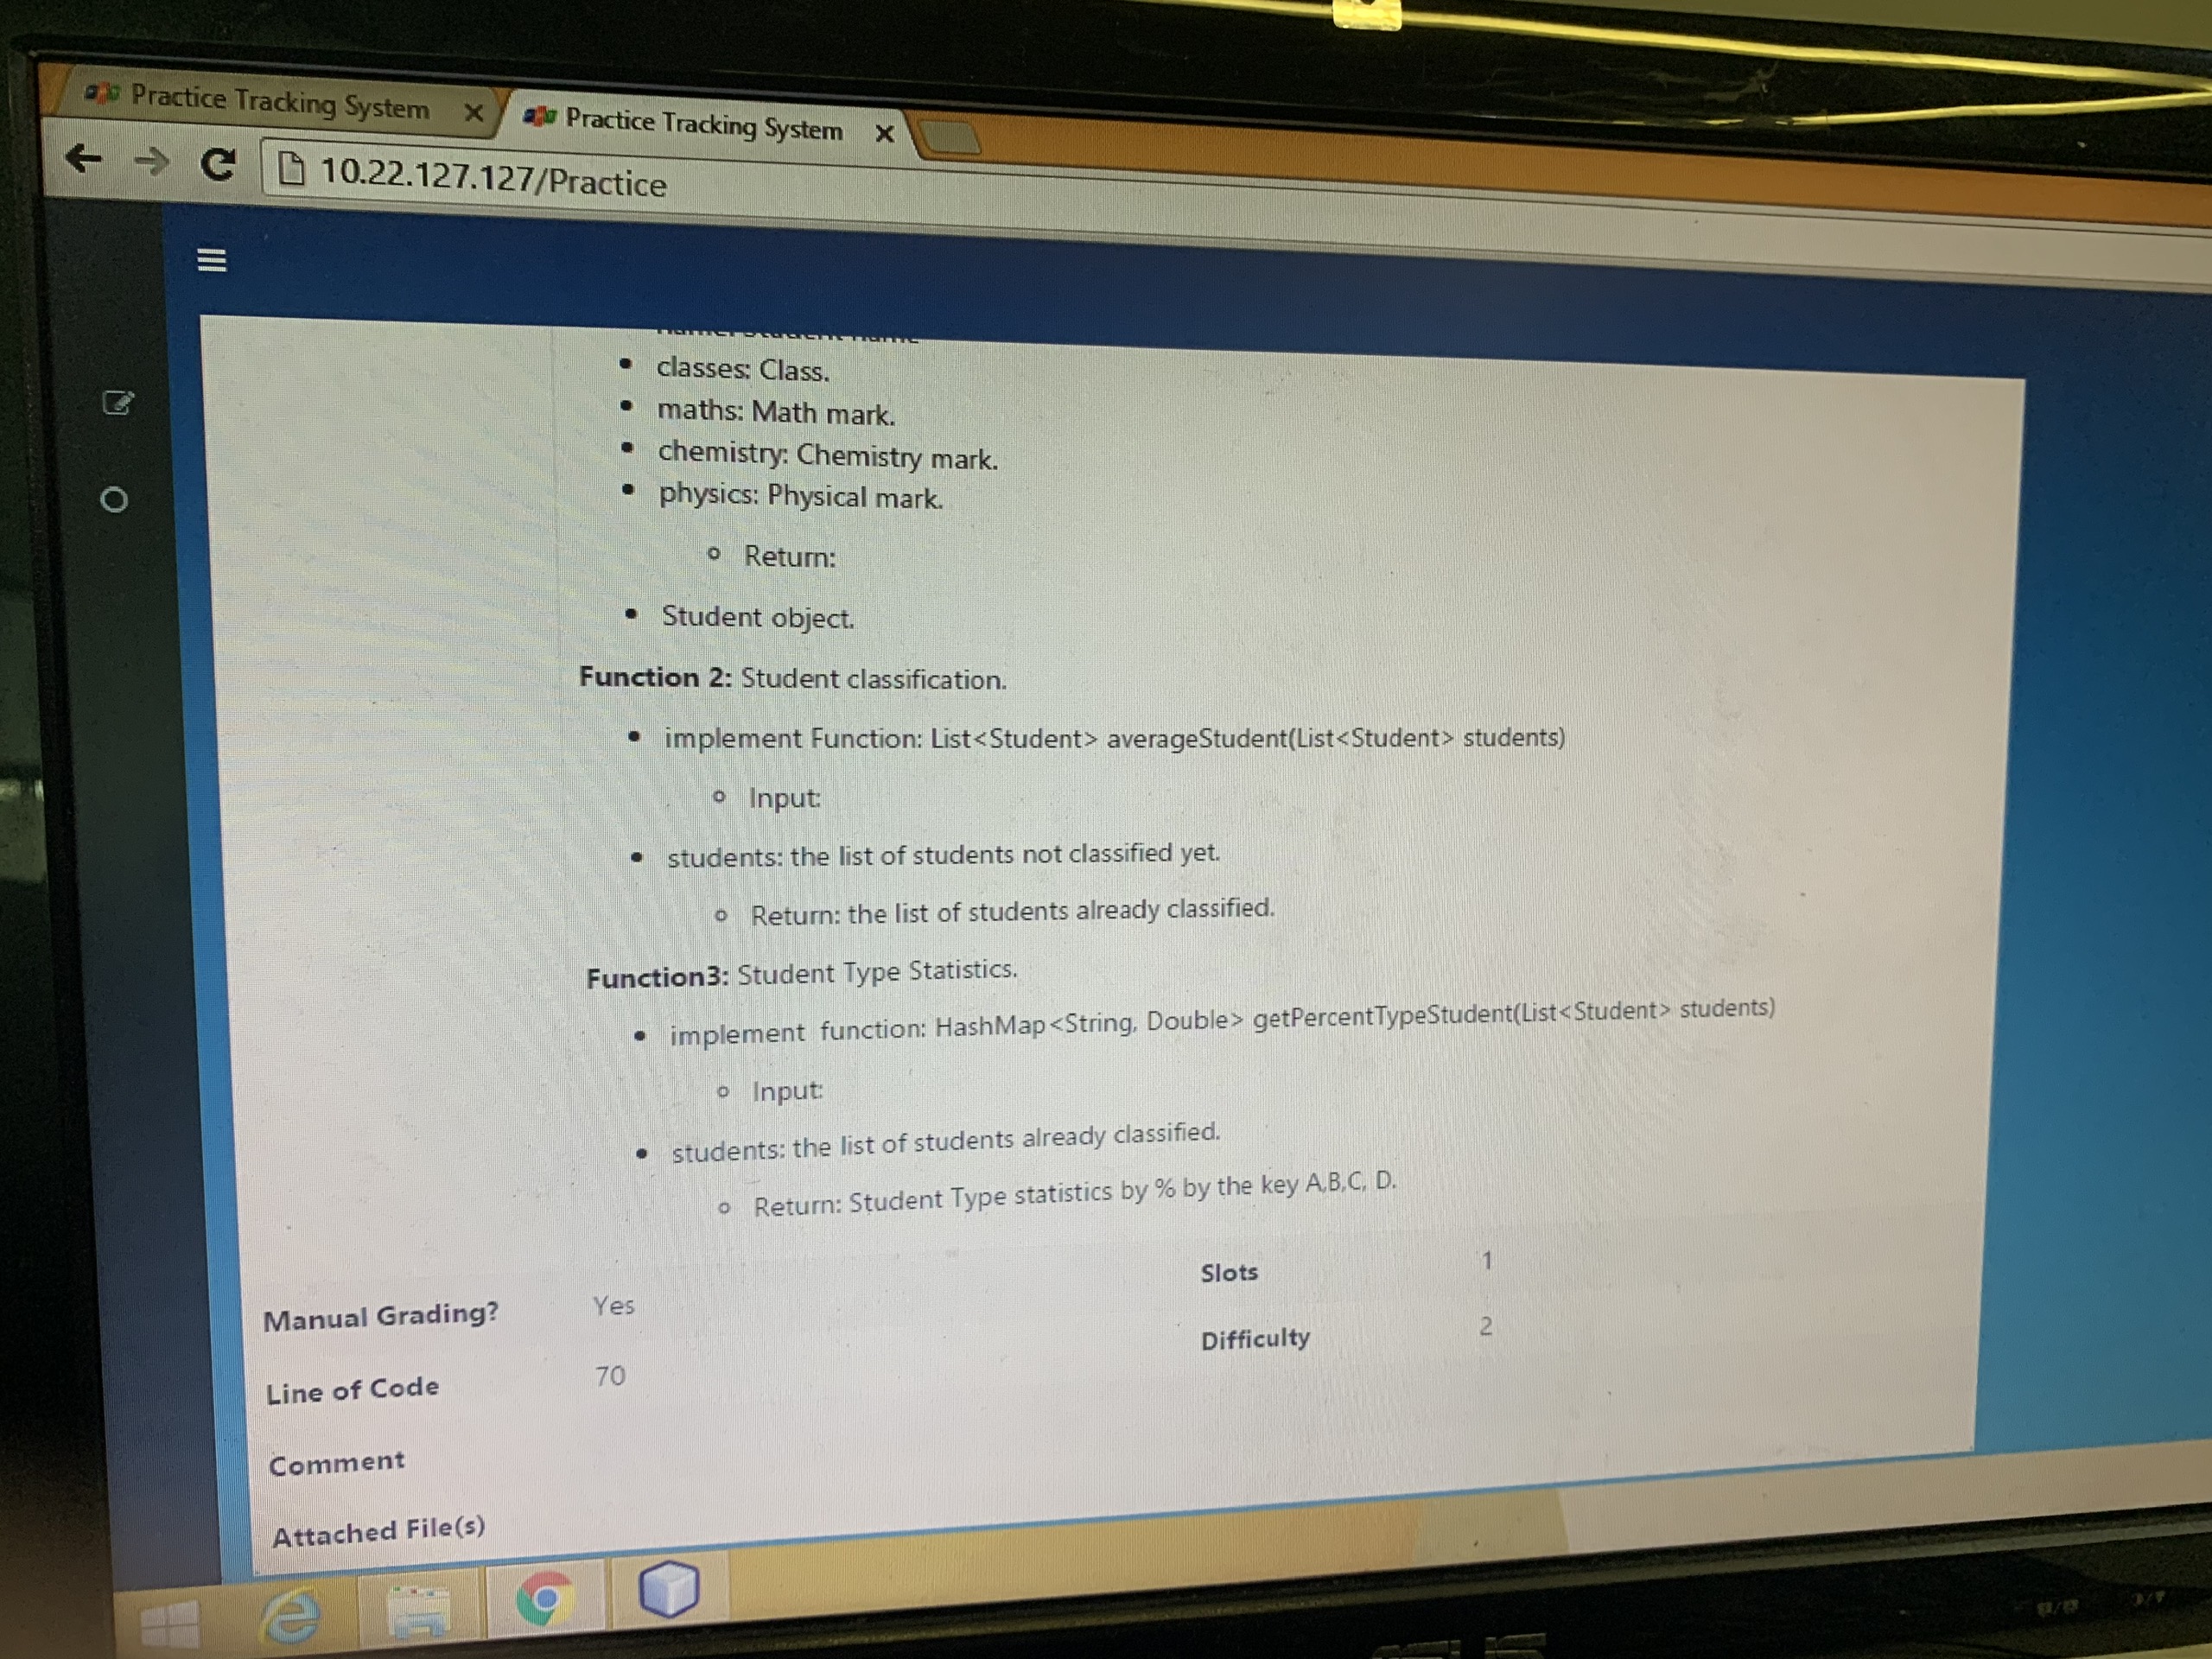 Practice Tracking System
Practice Tracking System
10.22.127.127/Practice
name: Student name
classes: Class.
maths: Math mark.
chemistry: Chemistry mark.
physics: Physical mark.
Return:
Student object.
Function 2: Student classification.
implement Function: List<Student> averageStudent(List<Student> students)
Input:
students: the list of students not classified yet.
Return: the list of students already classified.
Function3: Student Type Statistics.
implement function: HashMap<String, Double> getPercentTypeStudent(List<Student> students)
Input:
students: the list of students already classified.
Return: Student Type statistics by % by the key A,B,C, D.
Manual Grading? Yes
Slots 1
Line of Code 70
Difficulty 2
Comment
Attached File(s)